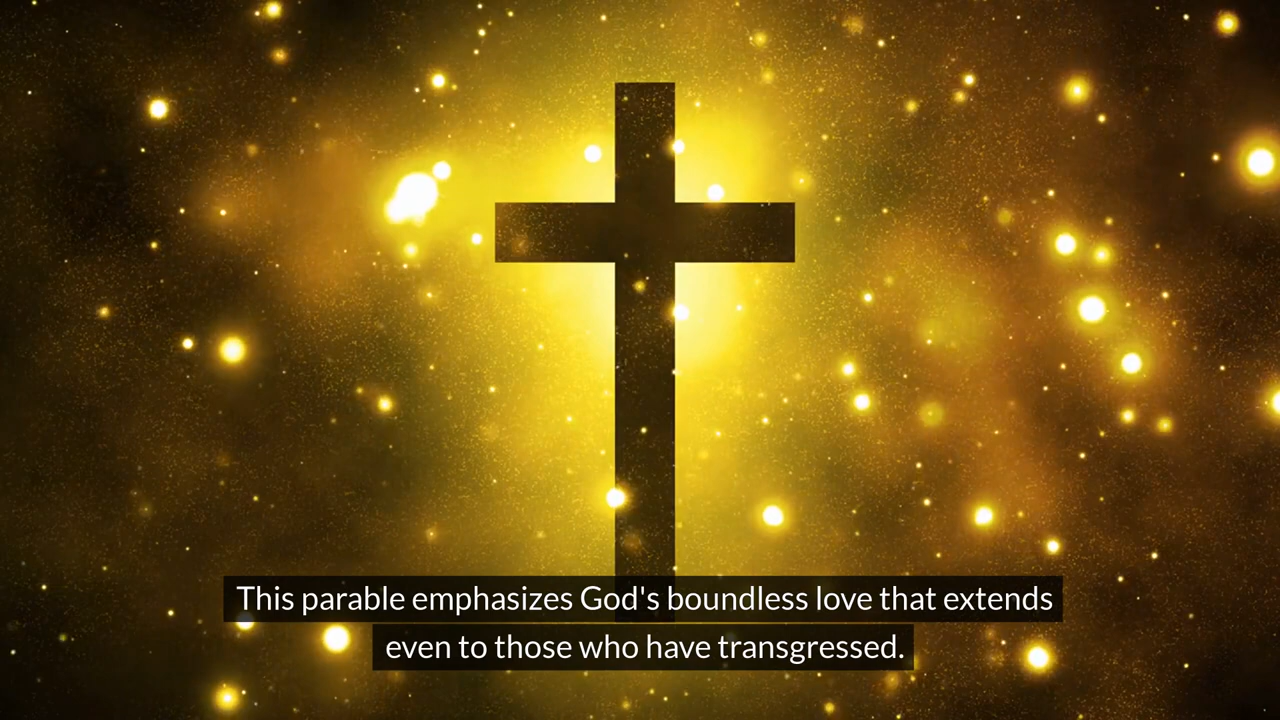 This parable emphasizes God's boundless love that extends
even to those who have transgressed.